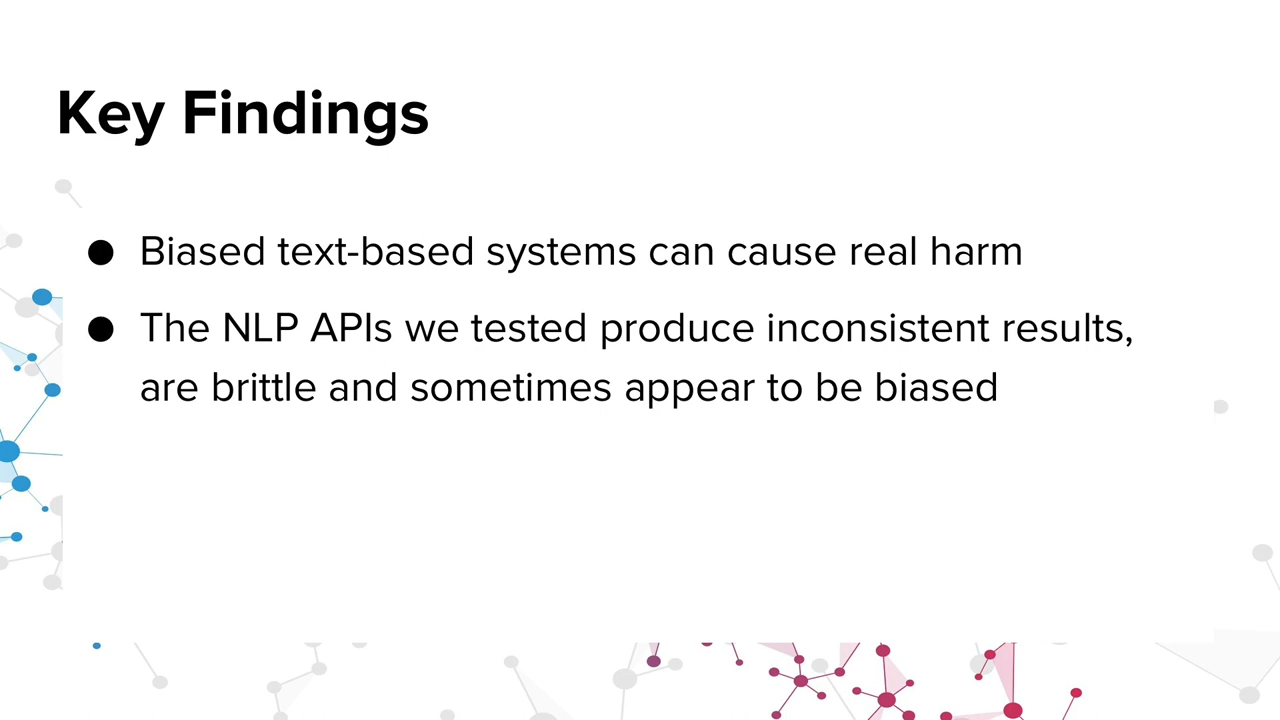 Key Findings
● Biased text-based systems can cause real harm
● The NLP APIs we tested produce inconsistent results,
are brittle and sometimes appear to be biased